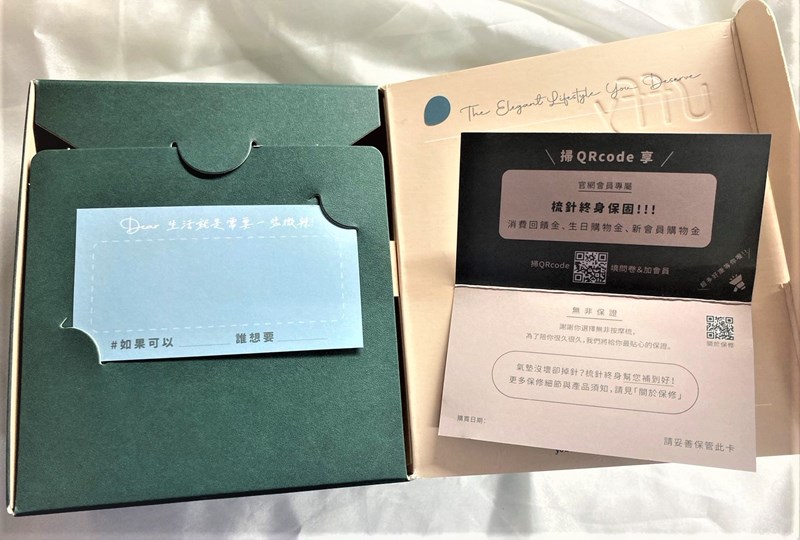 Dear 生活就是需要一些
#如果可以 誰想要
The Elegant Lifestyle You Deserve
\ 掃QRcode 享 /
官網會員專屬
梳針終身保固!!!
消費回饋金、生日購物金、新會員購物金
掃QRcode 填問卷&加會員
無非保證
謝謝你選擇無非按摩梳。
為了陪你很久很久,我們將給你最貼心的保證。
關於保修
氣墊沒壞卻掉針?梳針終身幫您補到好!
更多保修細節與產品須知,請見「關於保修」
購買日期:
請妥善保管此卡